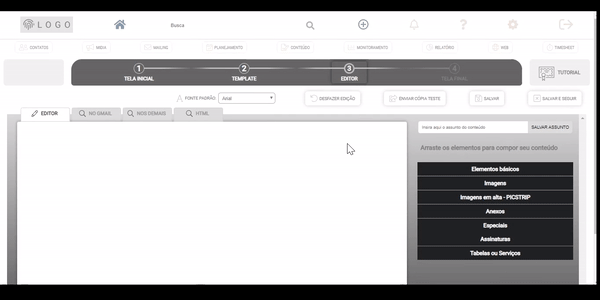 LOGO
Busca
CONTATOS MÍDIA MAILING PLANEJAMENTO CONTEÚDO MONITORAMENTO RELATÓRIO WEB TIMESHEET
1 2 3 4
TELA INICIAL TEMPLATE EDITOR TELA FINAL
TUTORIAL
FONTE PADRÃO: Arial DESFAZER EDIÇÃO ENVIAR CÓPIA TESTE SALVAR SALVAR E SEGUIR
EDITOR NO GMAIL NOS DEMAIS HTML
Insira aqui o assunto do conteúdo SALVAR ASSUNTO
Arraste os elementos para compor seu conteúdo
Elementos básicos
Imagens
Imagens em alta - PICSTRIP
Anexos
Especiais
Assinaturas
Tabelas ou Serviços